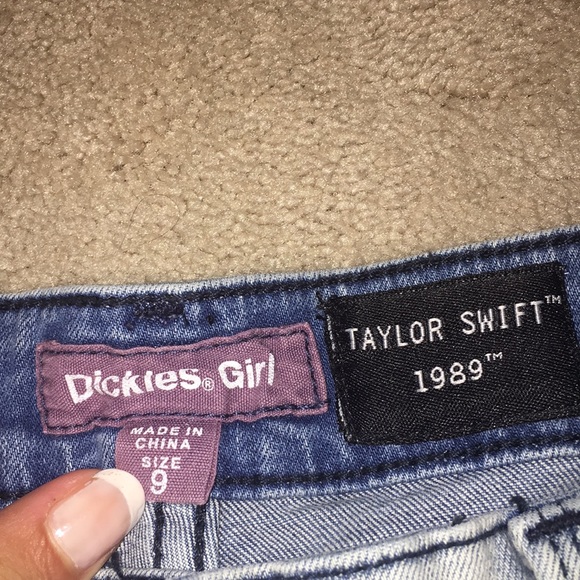 Dickies® Girl
MADE IN
CHINA
SIZE
9
TAYLOR SWIFT™
1989™